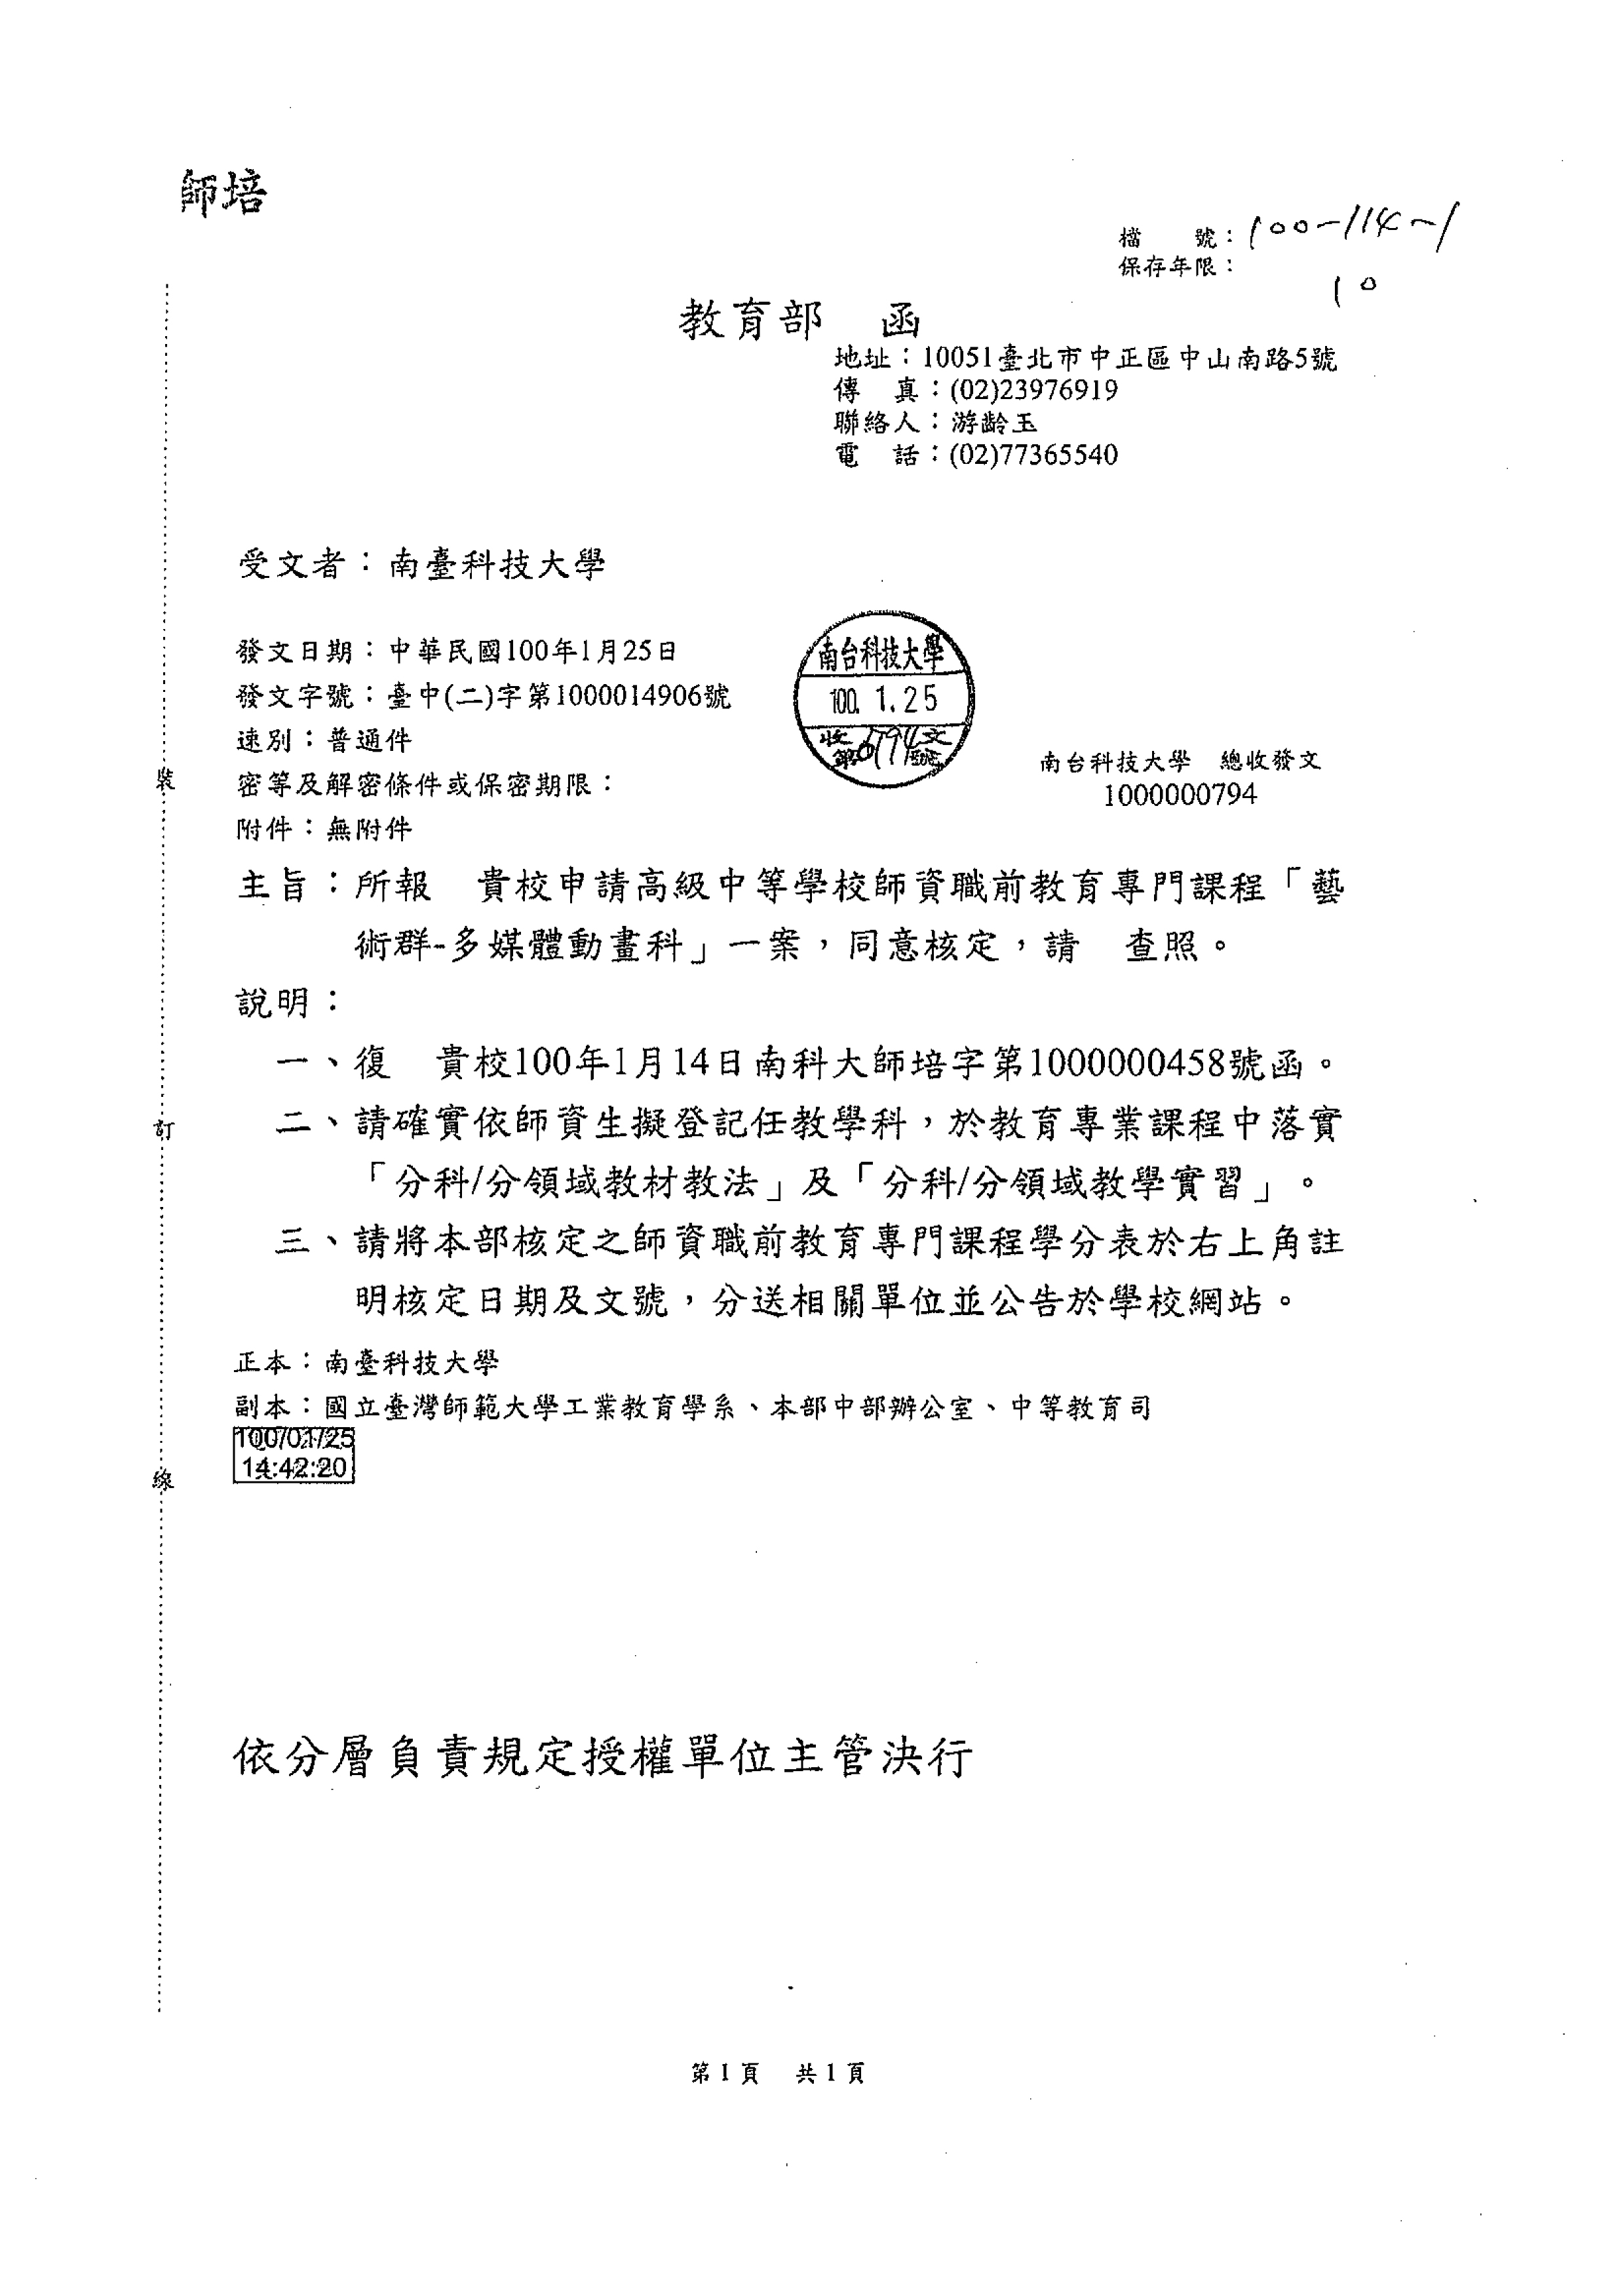 師培
檔　　號：100-114-1
保存年限：
10
教育部　函
地址：10051臺北市中正區中山南路5號
傳　真：(02)23976919
聯絡人：游齡玉
電　話：(02)77365540
受文者：南臺科技大學
發文日期：中華民國100年1月25日
發文字號：臺中(二)字第1000014906號
速別：普通件
密等及解密條件或保密期限：
附件：無附件
南台科技大學
100. 1. 25
收文
第0794號
南台科技大學　總收發文
1000000794
主旨：所報　貴校申請高級中等學校師資職前教育專門課程「藝
術群-多媒體動畫科」一案，同意核定，請　查照。
說明：
一、復　貴校100年1月14日南科大師培字第1000000458號函。
二、請確實依師資生擬登記任教學科，於教育專業課程中落實
「分科/分領域教材教法」及「分科/分領域教學實習」。
三、請將本部核定之師資職前教育專門課程學分表於右上角註
明核定日期及文號，分送相關單位並公告於學校網站。
正本：南臺科技大學
副本：國立臺灣師範大學工業教育學系、本部中部辦公室、中等教育司
100/01/25
14:42:20
裝
訂
線
依分層負責規定授權單位主管決行
第1頁　共1頁